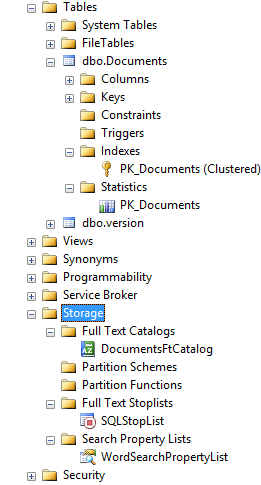 Tables
System Tables
FileTables
dbo.Documents
Columns
Keys
Constraints
Triggers
Indexes
PK_Documents (Clustered)
Statistics
PK_Documents
dbo.version
Views
Synonyms
Programmability
Service Broker
Storage
Full Text Catalogs
DocumentsFtCatalog
Partition Schemes
Partition Functions
Full Text Stoplists
SQLStopList
Search Property Lists
WordSearchPropertyList
Security